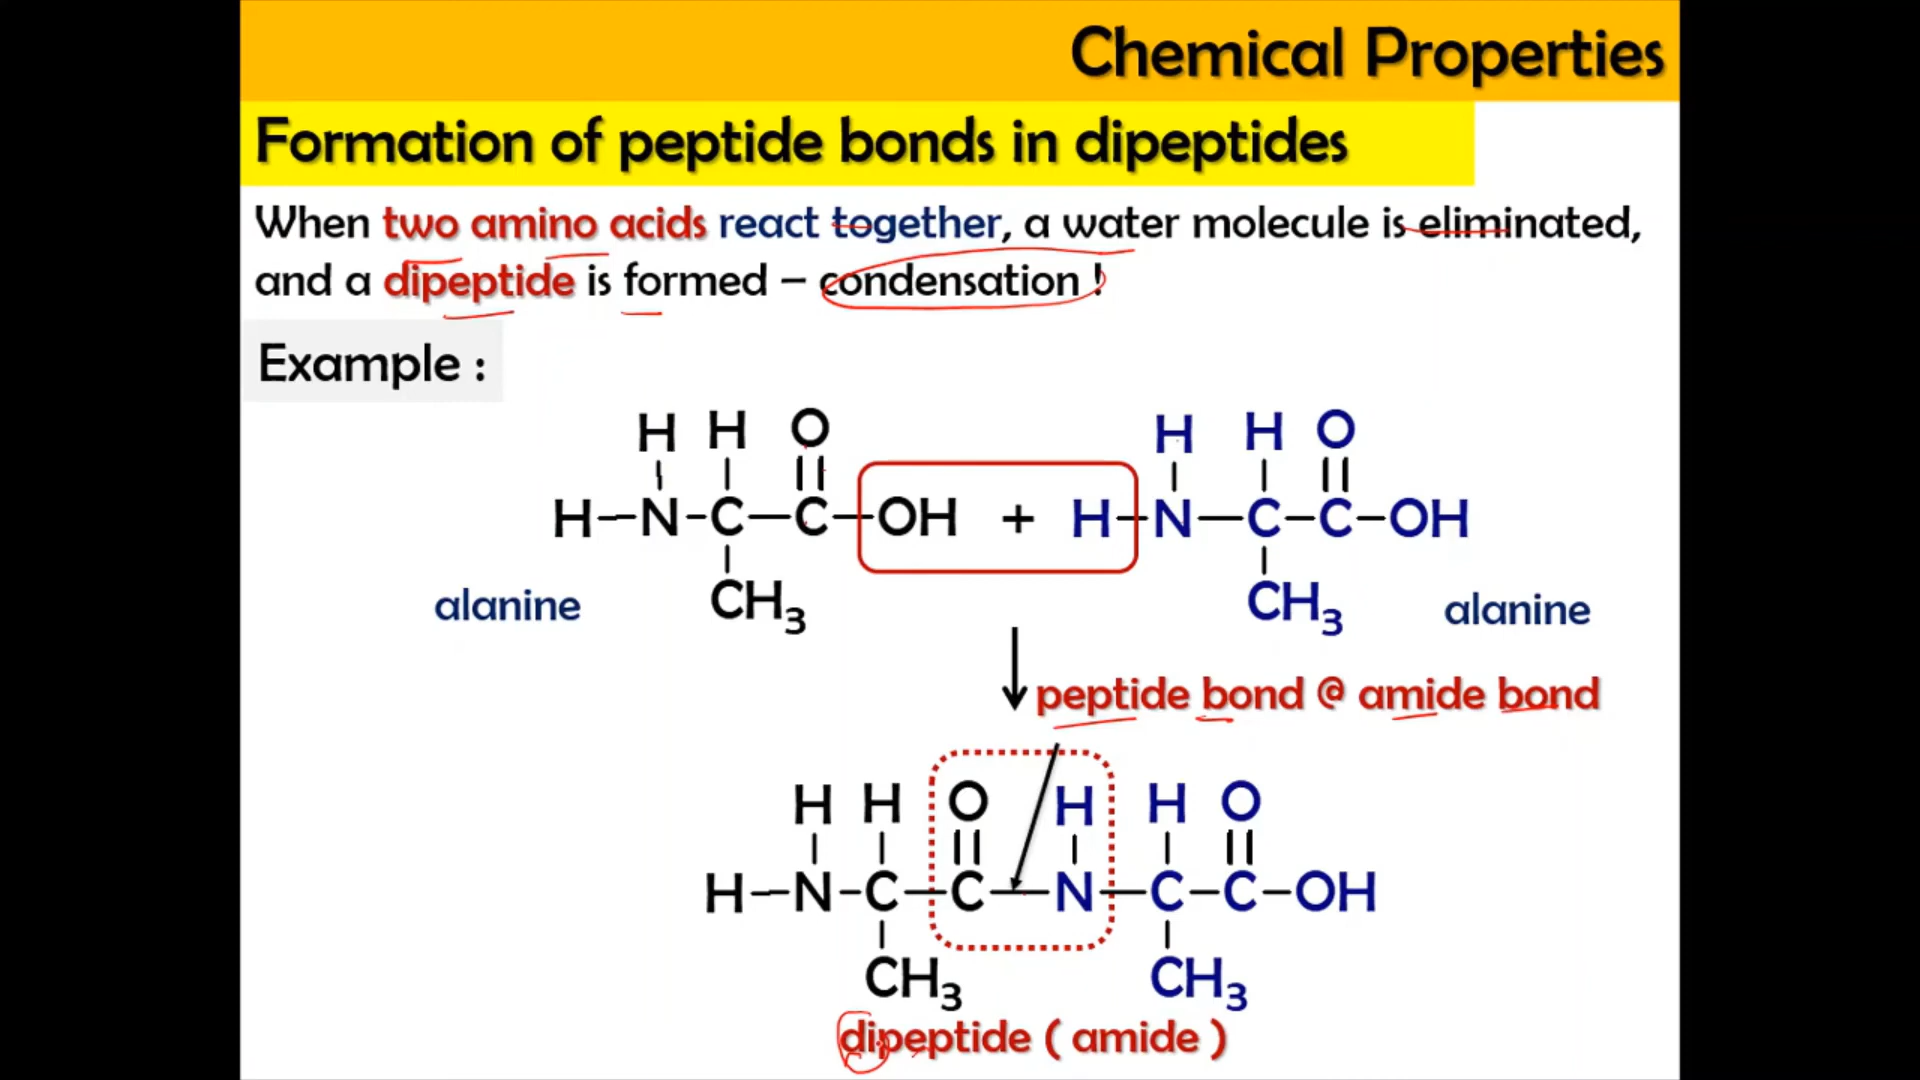 Chemical Properties
Formation of peptide bonds in dipeptides
When two amino acids react together, a water molecule is eliminated,
and a dipeptide is formed – condensation !
Example :
H H O H H O
H–N–C–C–OH + H–N–C–C–OH
alanine CH3 CH3 alanine
peptide bond @ amide bond
H H O H H O
H–N–C–C–N–C–C–OH
CH3 CH3
dipeptide ( amide )